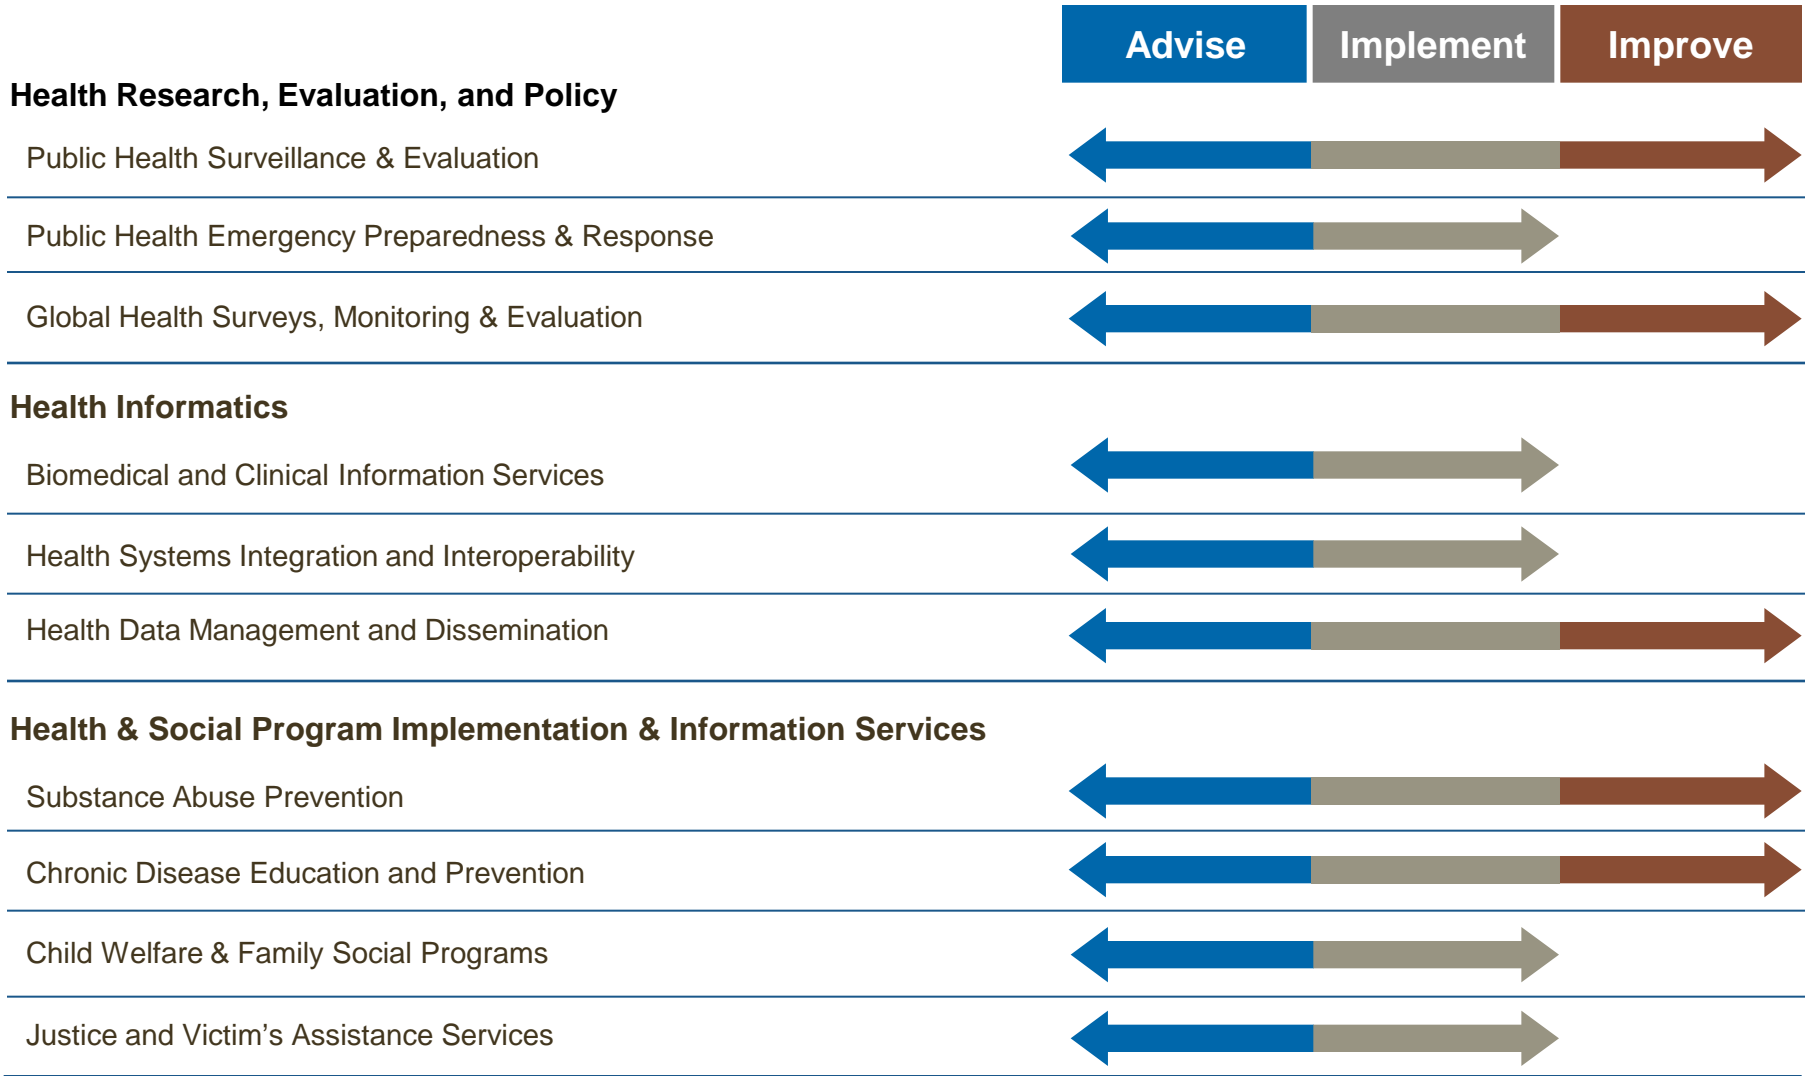 Advise Implement Improve
Health Research, Evaluation, and Policy
Public Health Surveillance & Evaluation
Public Health Emergency Preparedness & Response
Global Health Surveys, Monitoring & Evaluation
Health Informatics
Biomedical and Clinical Information Services
Health Systems Integration and Interoperability
Health Data Management and Dissemination
Health & Social Program Implementation & Information Services
Substance Abuse Prevention
Chronic Disease Education and Prevention
Child Welfare & Family Social Programs
Justice and Victim’s Assistance Services